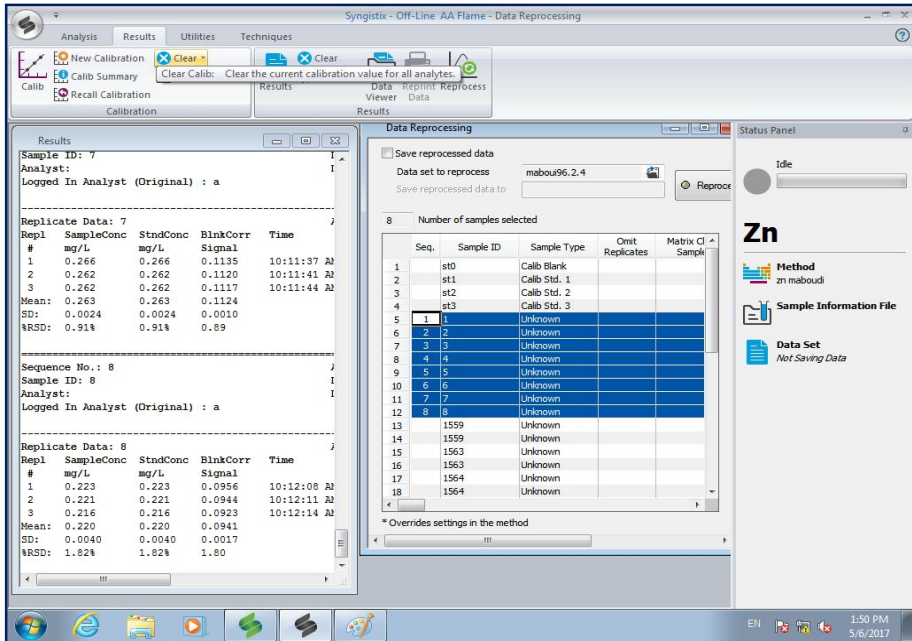 Syngistix - Off-Line AA Flame - Data Reprocessing
Analysis Results Utilities Techniques
New Calibration Clear Clear
Calib Summary Clear Calib: Clear the current calibration value for all analytes.
Calib Results Data Reprint Reprocess
Recall Calibration Viewer Data
Calibration Results
Results
Sample ID: 7
Analyst:
Logged In Analyst (Original) : a
Replicate Data: 7
Repl SampleConc StndConc BlnkCorr Time
# mg/L mg/L Signal
1 0.266 0.266 0.1135 10:11:37 AM
2 0.262 0.262 0.1120 10:11:41 AM
3 0.262 0.262 0.1117 10:11:44 AM
Mean: 0.263 0.263 0.1124
SD: 0.0024 0.0024 0.0010
%RSD: 0.91% 0.91% 0.89
Sequence No.: 8
Sample ID: 8
Analyst:
Logged In Analyst (Original) : a
Replicate Data: 8
Repl SampleConc StndConc BlnkCorr Time
# mg/L mg/L Signal
1 0.223 0.223 0.0956 10:12:08 AM
2 0.221 0.221 0.0944 10:12:11 AM
3 0.216 0.216 0.0923 10:12:14 AM
Mean: 0.220 0.220 0.0941
SD: 0.0040 0.0040 0.0017
%RSD: 1.82% 1.82% 1.80
Data Reprocessing
Save reprocessed data
Data set to reprocess maboui96.2.4
Save reprocessed data to
Reproce
8 Number of samples selected
Seq. Sample ID Sample Type Omit Replicates Matrix Cl Sample
1 st0 Calib Blank
2 st1 Calib Std. 1
3 st2 Calib Std. 2
4 st3 Calib Std. 3
5 1 1 Unknown
6 2 2 Unknown
7 3 3 Unknown
8 4 4 Unknown
9 5 5 Unknown
10 6 6 Unknown
11 7 7 Unknown
12 8 8 Unknown
13 1559 Unknown
14 1559 Unknown
15 1563 Unknown
16 1563 Unknown
17 1564 Unknown
18 1564 Unknown
* Overrides settings in the method
Status Panel
Idle
Zn
Method
zn maboudi
Sample Information File
Data Set
Not Saving Data
EN
1:50 PM
5/6/2017